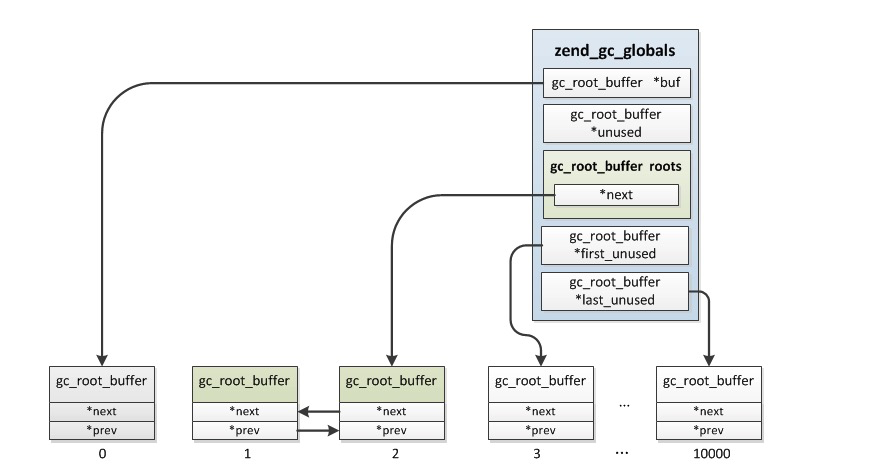 zend_gc_globals
gc_root_buffer *buf
gc_root_buffer
*unused
gc_root_buffer roots
*next
gc_root_buffer
*first_unused
gc_root_buffer
*last_unused
gc_root_buffer gc_root_buffer gc_root_buffer gc_root_buffer gc_root_buffer
*next *next *next *next ... *next
*prev *prev *prev *prev *prev
0 1 2 3 ... 10000